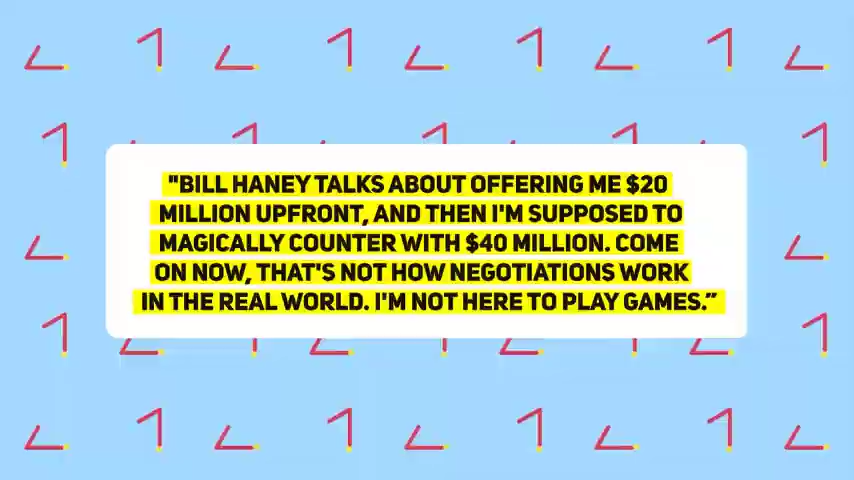 "BILL HANEY TALKS ABOUT OFFERING ME $20
MILLION UPFRONT, AND THEN I'M SUPPOSED TO
MAGICALLY COUNTER WITH $40 MILLION. COME
ON NOW, THAT'S NOT HOW NEGOTIATIONS WORK
IN THE REAL WORLD. I'M NOT HERE TO PLAY GAMES.”